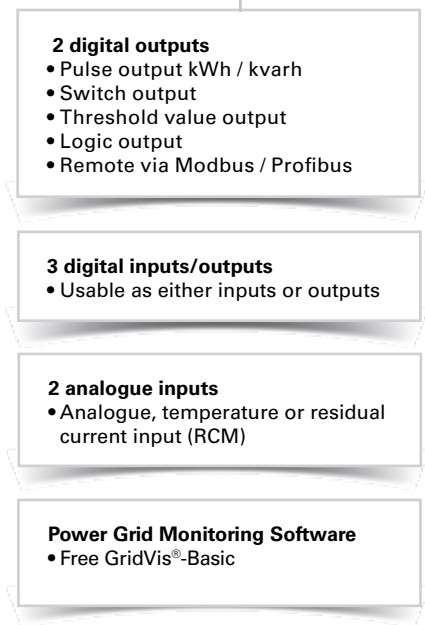 2 digital outputs
• Pulse output kWh / kvarh
• Switch output
• Threshold value output
• Logic output
• Remote via Modbus / Profibus
3 digital inputs/outputs
• Usable as either inputs or outputs
2 analogue inputs
• Analogue, temperature or residual
current input (RCM)
Power Grid Monitoring Software
• Free GridVis®-Basic